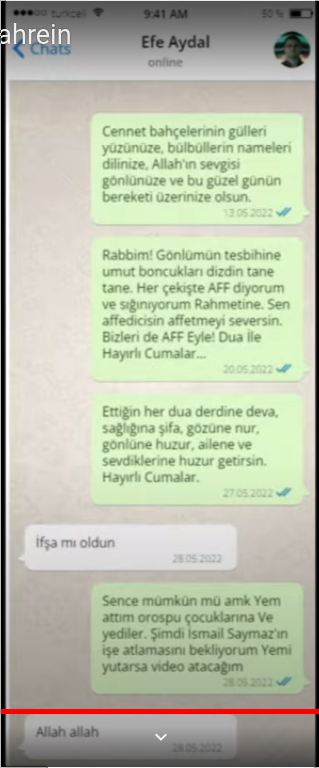 turkcell
9:41 AM
50 %
ahrein
Chats
Efe Aydal
online
Cennet bahçelerinin gülleri
yüzünüze, bülbüllerin nameleri
dilinize, Allah'ın sevgisi
gönlünüze ve bu güzel günün
bereketi üzerinize olsun.
13.05.2022
Rabbim! Gönlümün tesbihine
umut boncukları dizdin tane
tane. Her çekişte AFF diyorum
ve sığınıyorum Rahmetine. Sen
affedicisin affetmeyi seversin.
Bizleri de AFF Eyle! Dua İle
Hayırlı Cumalar...
20.05.2022
Ettiğin her dua derdine deva,
sağlığına şifa, gözüne nur,
gönlüne huzur, ailene ve
sevdiklerine huzur getirsin.
Hayırlı Cumalar.
27.05.2022
İfşa mı oldun
28.05.2022
Sence mümkün mü amk Yem
attım orospu çocuklarına Ve
yediler. Şimdi İsmail Saymaz'ın
işe atlamasını bekliyorum Yemi
yutarsa video atacağım
28.05.2022
Allah allah
28.05.2022